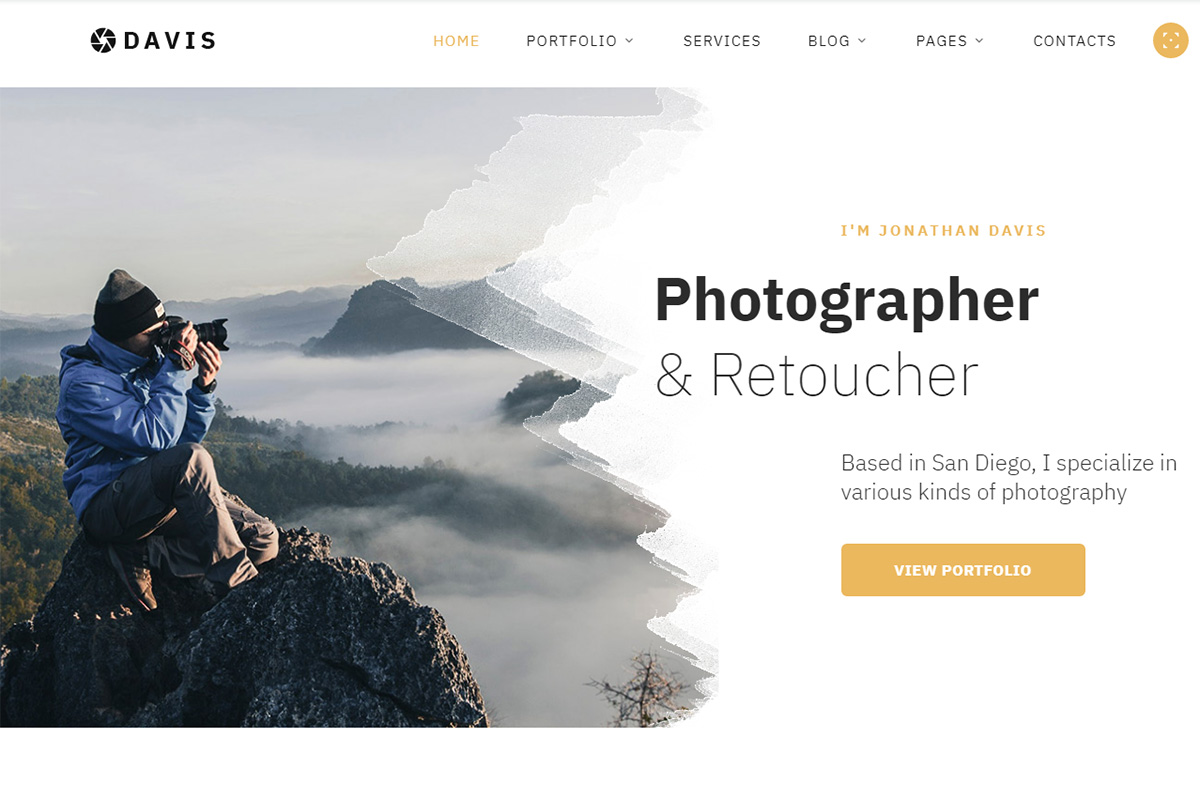 DAVIS
HOME PORTFOLIO SERVICES BLOG PAGES CONTACTS
I'M JONATHAN DAVIS
Photographer
& Retoucher
Based in San Diego, I specialize in
various kinds of photography
VIEW PORTFOLIO